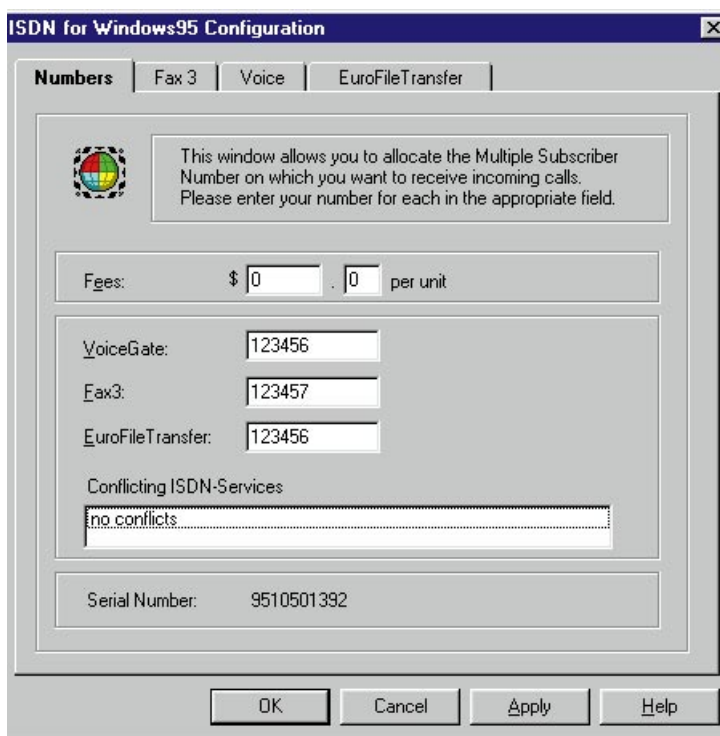 ISDN for Windows95 Configuration
Numbers Fax 3 Voice EuroFileTransfer
This window allows you to allocate the Multiple Subscriber
Number on which you want to receive incoming calls.
Please enter your number for each in the appropriate field.
Fees: $ 0 . 0 per unit
VoiceGate: 123456
Fax3: 123457
EuroFileTransfer: 123456
Conflicting ISDN-Services
no conflicts
Serial Number: 9510501392
OK Cancel Apply Help